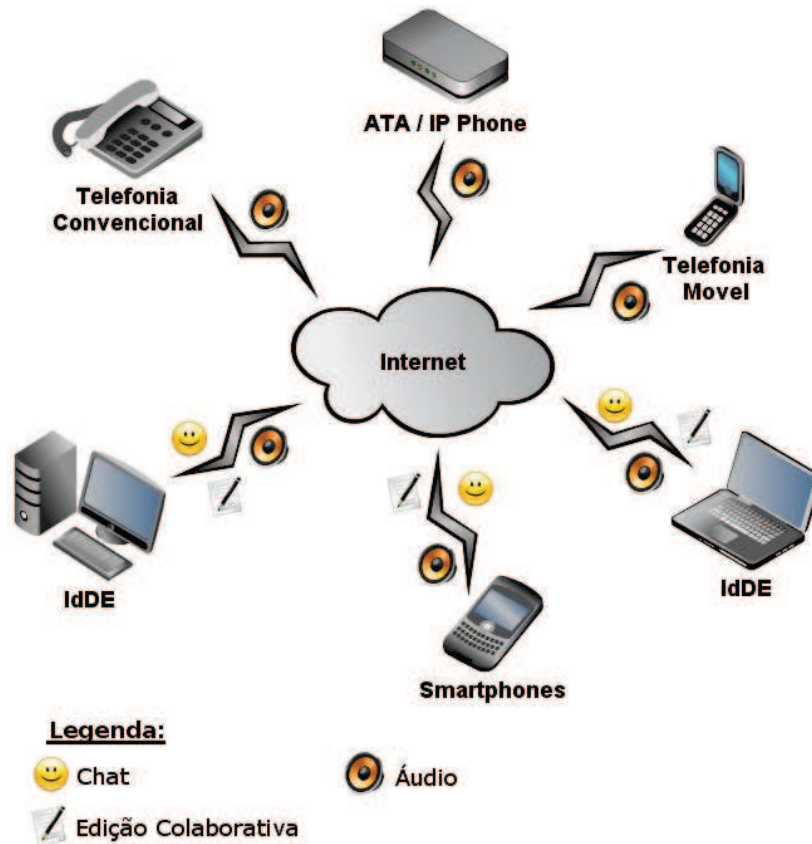 ATA / IP Phone
Telefonia
Convencional
Telefonia
Movel
Internet
IdDE
IdDE
Smartphones
Legenda:
Chat
Áudio
Edição Colaborativa